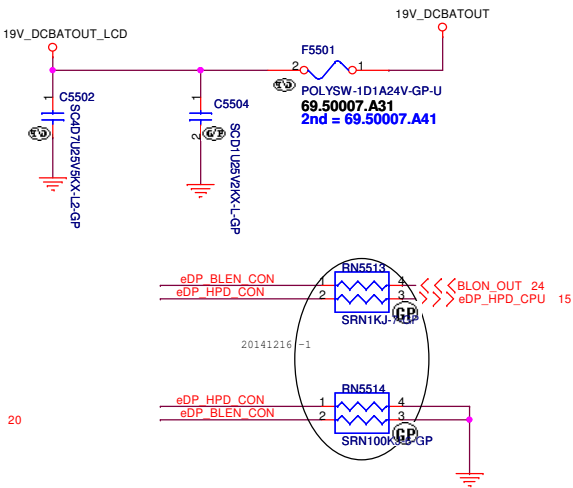 19V_DCBATOUT
19V_DCBATOUT_LCD
F5501
2
1
POLYSW-1D1A24V-GP-U
69.50007.A31
2nd = 69.50007.A41
1
C5502
SC4D7U25V5KX-L2-GP
1
C5504
2
GP
SCD1U25V2KX-L-GP
RN5513
eDP_BLEN_CON
1
4
BLON_OUT 24
eDP_HPD_CON
2
3
eDP_HPD_CPU 15
SRN1KJ-7-GP
GP
20141216 -1
RN5514
eDP_HPD_CON
1
4
eDP_BLEN_CON
2
3
20
GP